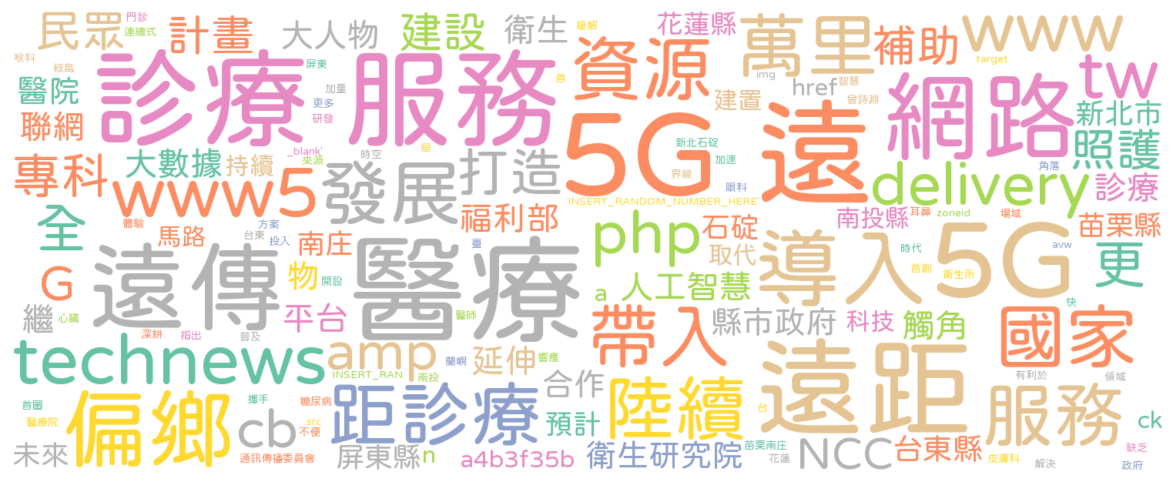 民眾
門診
連續式
計畫
大人物
建設
衛生
緩解
花蓮縣
萬里
補助
www
喉科
綠島
醫院
診療
屏東
加量
更多
研發
服務
首
資源
img
建置
href
智慧
曾詩淵
target
網路
tw
新北市
聯網
大數據
持續
_blank'
來源
時空
從
5G
新北石碇
加速
界線
眼科
遠
照護
角落
專科
www5
發展
打造
INSERT_RANDOM_NUMBER_HERE'
delivery
診療
全
體驗
馬路
方案
台東
投入
南庄
福利部
臺
php
石碇
取代
南投縣
耳鼻
zoneid
場域
苗栗縣
G
遠傳
物
開設
醫療
a
人工智慧
導入
時代
首創
衛生所
5G
avw
更
快
繼
心臟
深耕
指出
普及
平台
醫師
帶入
縣市政府
科技
觸角
國家
technews
amp
INSERT_RAN
南投
蘭嶼
延伸
響應
遠距
有利於
領域
首圖
醫療院
偏鄉
攜手
cb
糖尿病
src
不便
距診療
合作
預計
陸續
台
服務
ck
未來
通訊傳播委員會
屏東縣
n
a4b3f35b
衛生研究院
苗栗南庄
花蓮
NCC
台東縣
皮膚科
解決
缺乏
政府